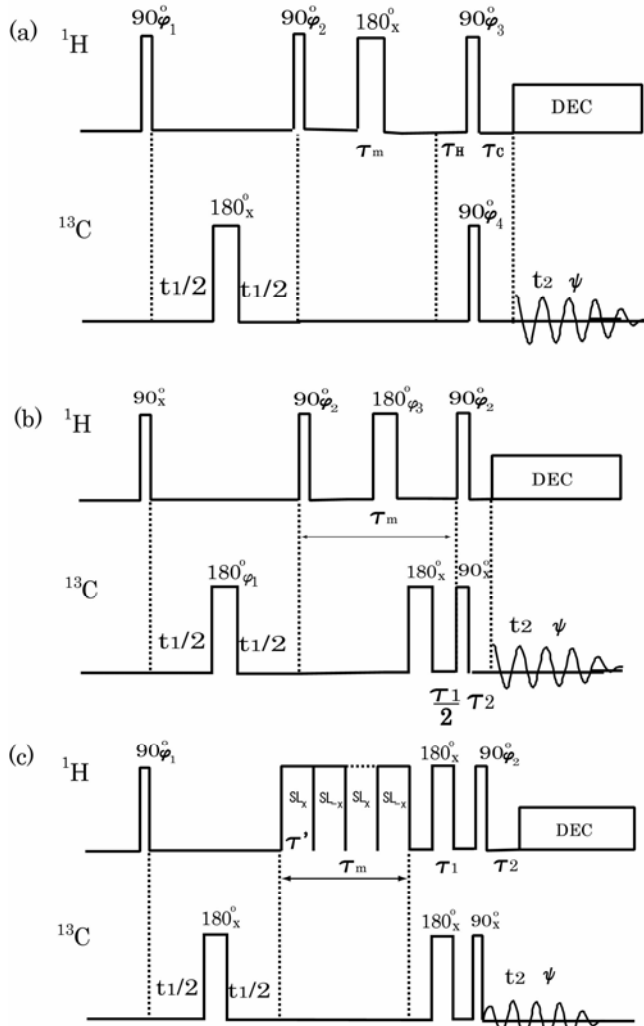 (a)
¹H
90°φ₁
90°φ₂
180°ₓ
90°φ₃
DEC
τm
τH
τC
¹³C
180°ₓ
90°φ₄
t1/2
t1/2
t2 ψ
(b)
¹H
90°ₓ
90°φ₂
180°φ₃
90°φ₂
DEC
τm
¹³C
180°φ₁
180°ₓ
90°ₓ
t1/2
t1/2
t2 ψ
τ1/2
τ2
(c)
¹H
90°φ₁
180°ₓ
90°φ₂
SLₓ
SL₋ₓ
SLₓ
SL₋ₓ
DEC
τ'
τm
τ1
τ2
¹³C
180°ₓ
180°ₓ
90°ₓ
t1/2
t1/2
t2 ψ